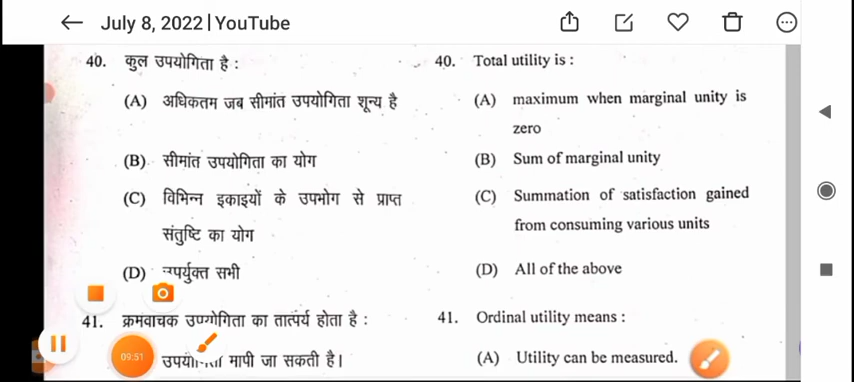 July 8, 2022 | YouTube
40. कुल उपयोगिता है :
(A) अधिकतम जब सीमांत उपयोगिता शून्य है
(B) सीमांत उपयोगिता का योग
(C) विभिन्न इकाइयों के उपभोग से प्राप्त
संतुष्टि का योग
(D) उपर्युक्त सभी
41. क्रमवाचक उपयोगिता का तात्पर्य होता है :
मापी जा सकती है।
40. Total utility is :
(A) maximum when marginal unity is
zero
(B) Sum of marginal unity
(C) Summation of satisfaction gained
from consuming various units
(D) All of the above
41. Ordinal utility means :
(A) Utility can be measured.
09:51